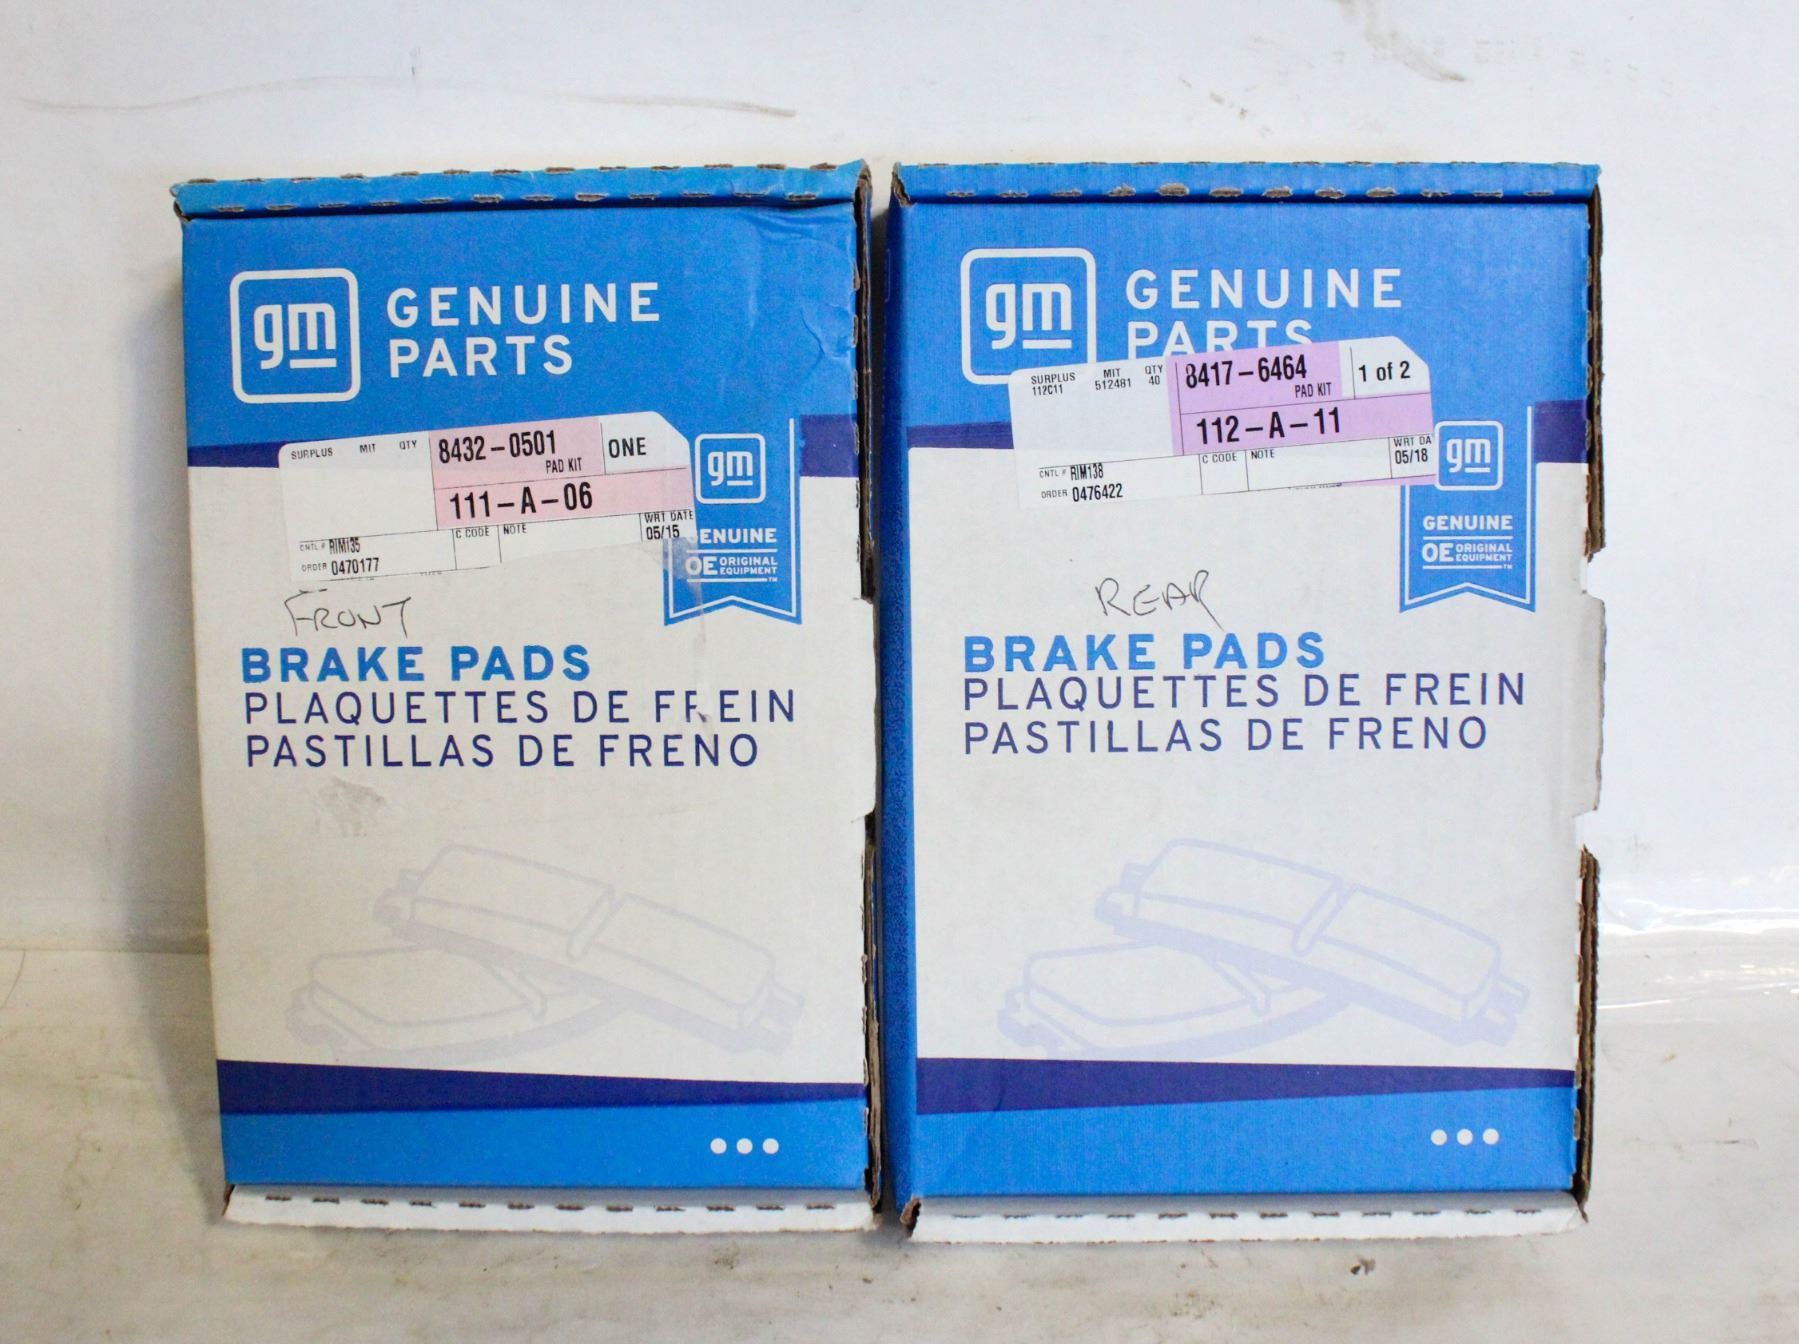 gm
GENUINE
PARTS
SURPLUS MIT QTY
8432-0501
PAD KIT
ONE
111-A-06
CNTL # RIM135
C CODE NOTE
WRT DATE
05/15
ORDER 0470177
gm
GENUINE
OE ORIGINAL
EQUIPMENT™
FRONT
BRAKE PADS
PLAQUETTES DE FREIN
PASTILLAS DE FRENO
gm
GENUINE
PARTS
SURPLUS MIT QTY
112C11 512481 40
8417-6464
PAD KIT
1 of 2
112-A-11
CNTL # RIM138
C CODE NOTE
WRT DA
05/18
ORDER 0476422
gm
GENUINE
OE ORIGINAL
EQUIPMENT™
REAR
BRAKE PADS
PLAQUETTES DE FREIN
PASTILLAS DE FRENO